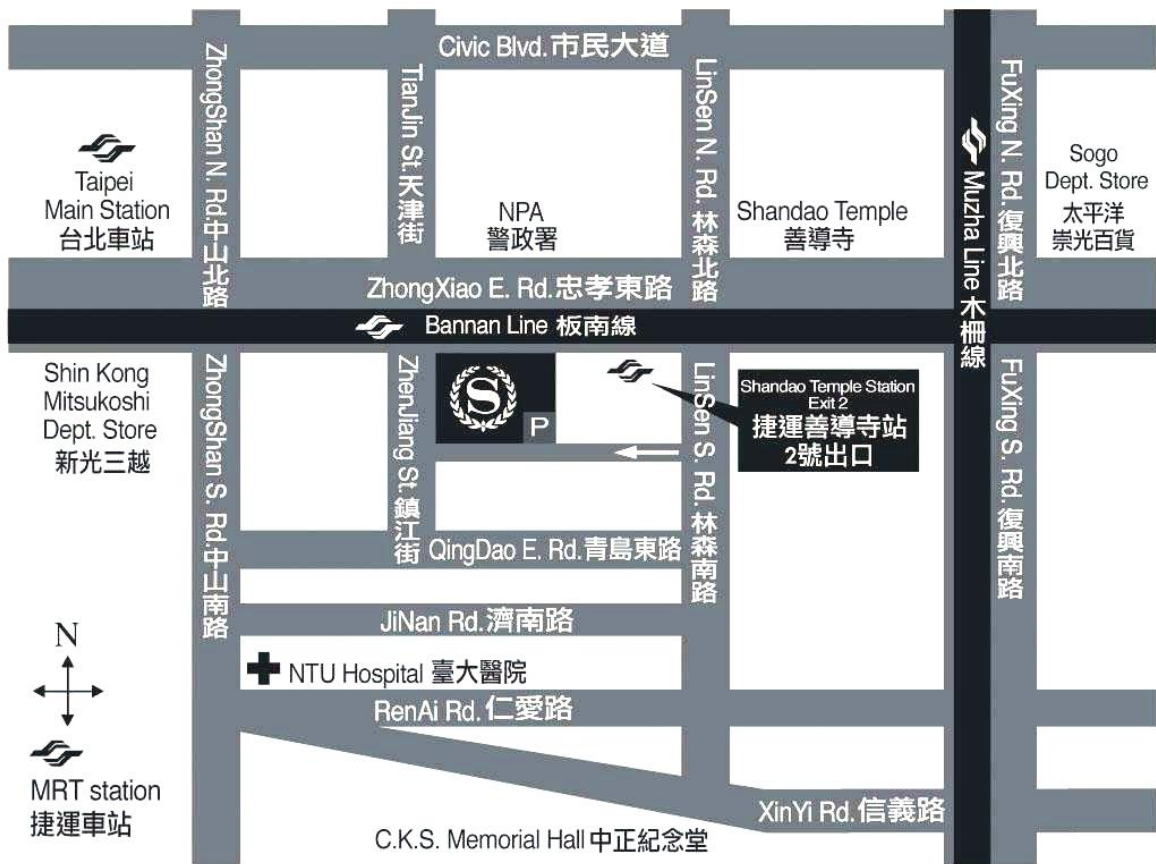 Civic Blvd. 市民大道
ZhongShan N. Rd. 中山北路
TianJin St. 天津街
LinSen N. Rd. 林森北路
Muzha Line 木柵線
FuXing N. Rd. 復興北路
Taipei
Main Station
台北車站
NPA
警政署
Shandao Temple
善導寺
Sogo
Dept. Store
太平洋
崇光百貨
ZhongXiao E. Rd. 忠孝東路
Bannan Line 板南線
Shin Kong
Mitsukoshi
Dept. Store
新光三越
ZhongShan S. Rd. 中山南路
ZhenJiang St. 鎮江街
S
P
LinSen S. Rd. 林森南路
Shandao Temple Station
Exit 2
捷運善導寺站
2號出口
FuXing S. Rd. 復興南路
QingDao E. Rd. 青島東路
JiNan Rd. 濟南路
NTU Hospital 臺大醫院
RenAi Rd. 仁愛路
XinYi Rd. 信義路
C.K.S. Memorial Hall 中正紀念堂
N
MRT station
捷運車站